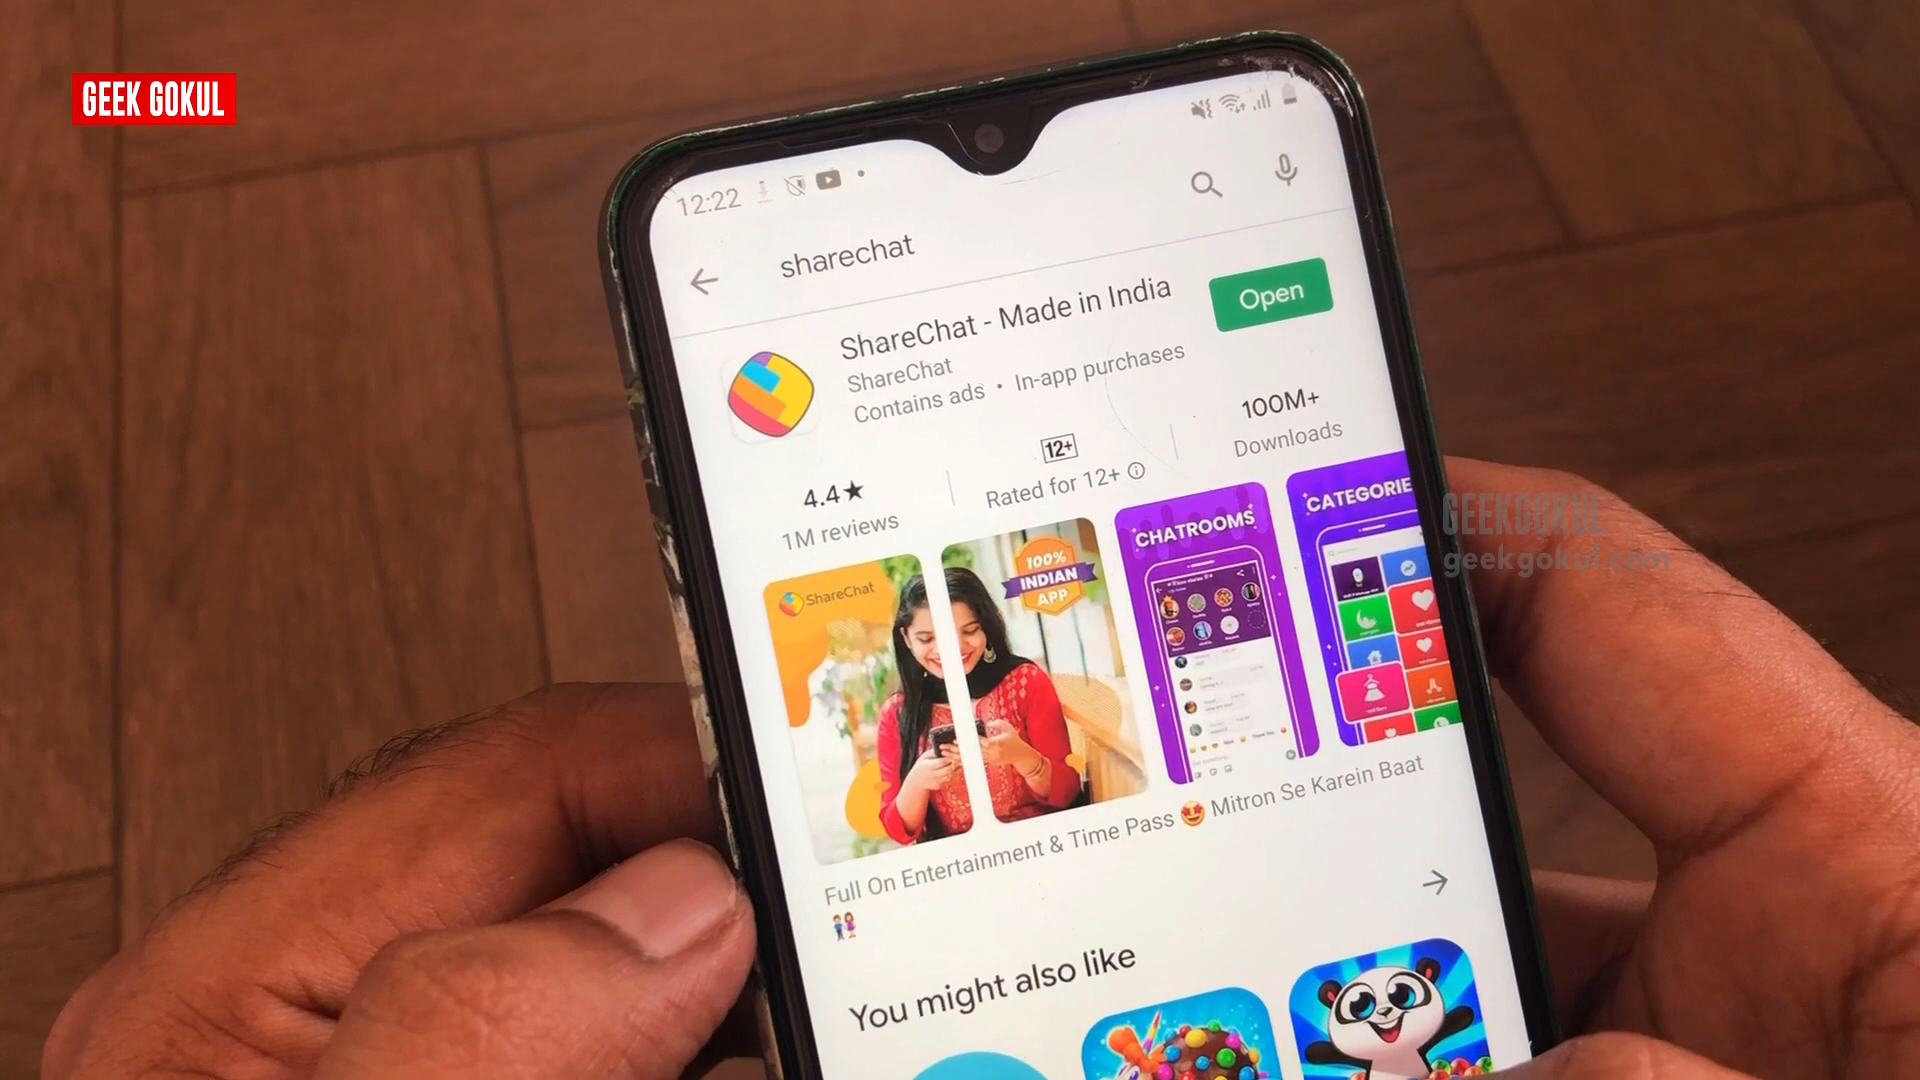 GEEK GOKUL
12:22
sharechat
ShareChat - Made in India
Open
ShareChat
Contains ads • In-app purchases
4.4★
1M reviews
12+
Rated for 12+
100M+
Downloads
ShareChat
100%
INDIAN
APP
CHATROOMS
CATEGORIE
GEEKGOKUL
geekgokul.com
Full On Entertainment & Time Pass 🤩 Mitron Se Karein Baat
👫
You might also like